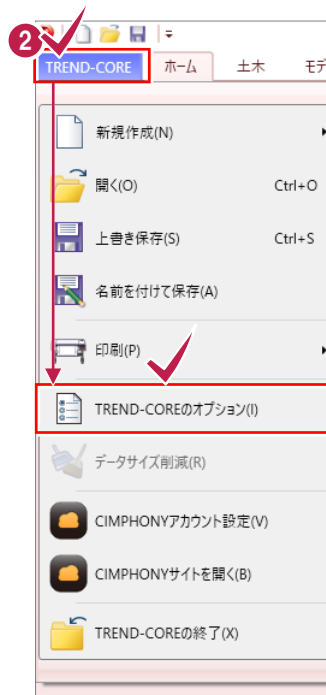 2
TREND-CORE ホーム 土木 モデ
新規作成(N)
開く(O) Ctrl+O
上書き保存(S) Ctrl+S
名前を付けて保存(A)
印刷(P)
TREND-COREのオプション(I)
データサイズ削減(R)
CIMPHONYアカウント設定(V)
CIMPHONYサイトを開く(B)
TREND-COREの終了(X)